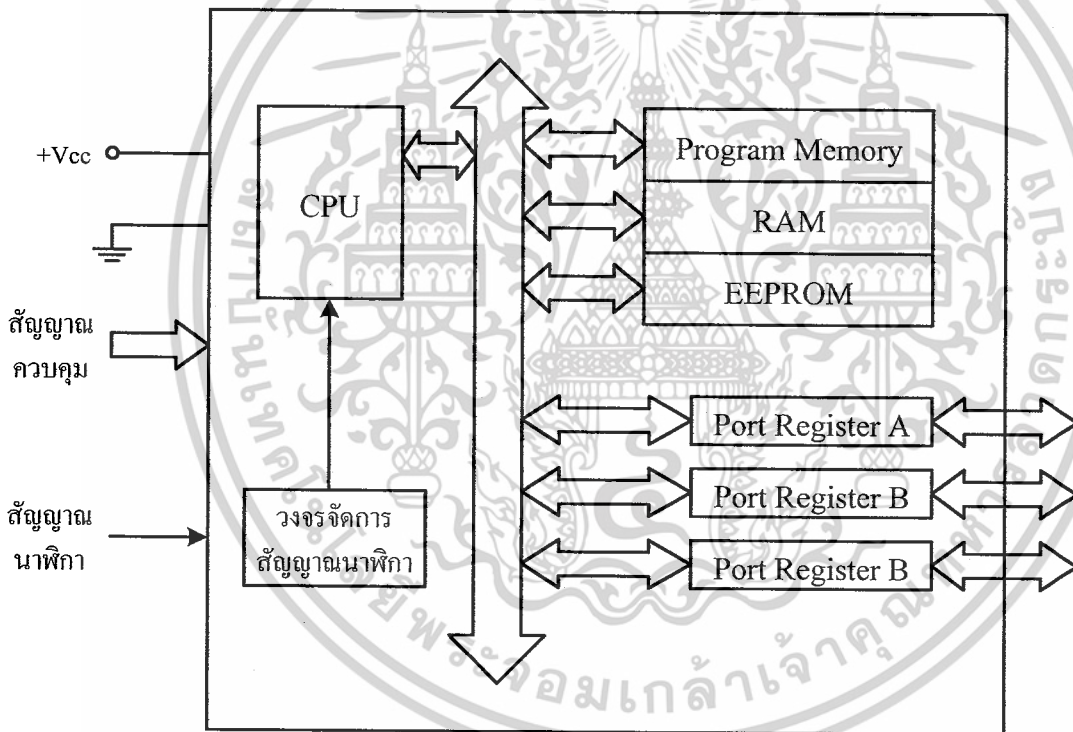 +Vcc
CPU
Program Memory
RAM
EEPROM
สัญญาณ
ควบคุม
Port Register A
Port Register B
Port Register B
สัญญาณ
นาฬิกา
วงจรจัดการ
สัญญาณนาฬิกา